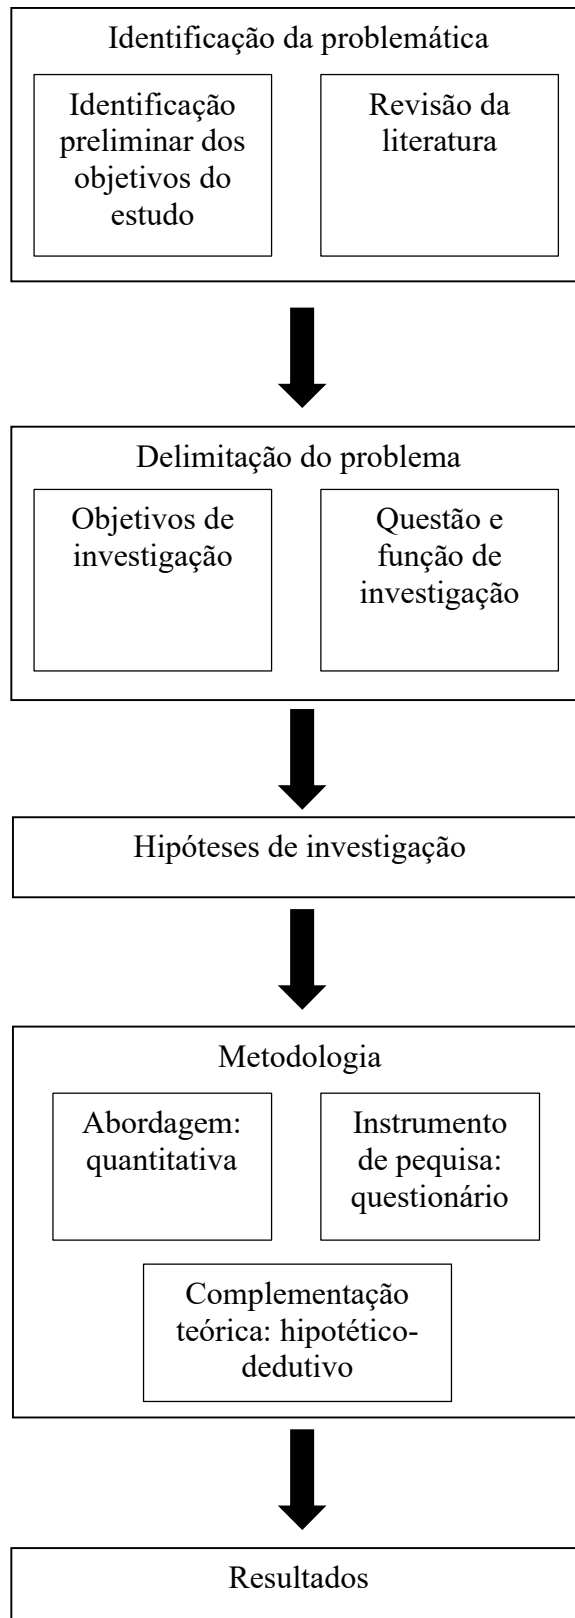 Identificação da problemática
Identificação
preliminar dos
objetivos do
estudo
Revisão da
literatura
Delimitação do problema
Objetivos de
investigação
Questão e
função de
investigação
Hipóteses de investigação
Metodologia
Abordagem:
quantitativa
Instrumento
de pequisa:
questionário
Complementação
teórica: hipotético-
dedutivo
Resultados